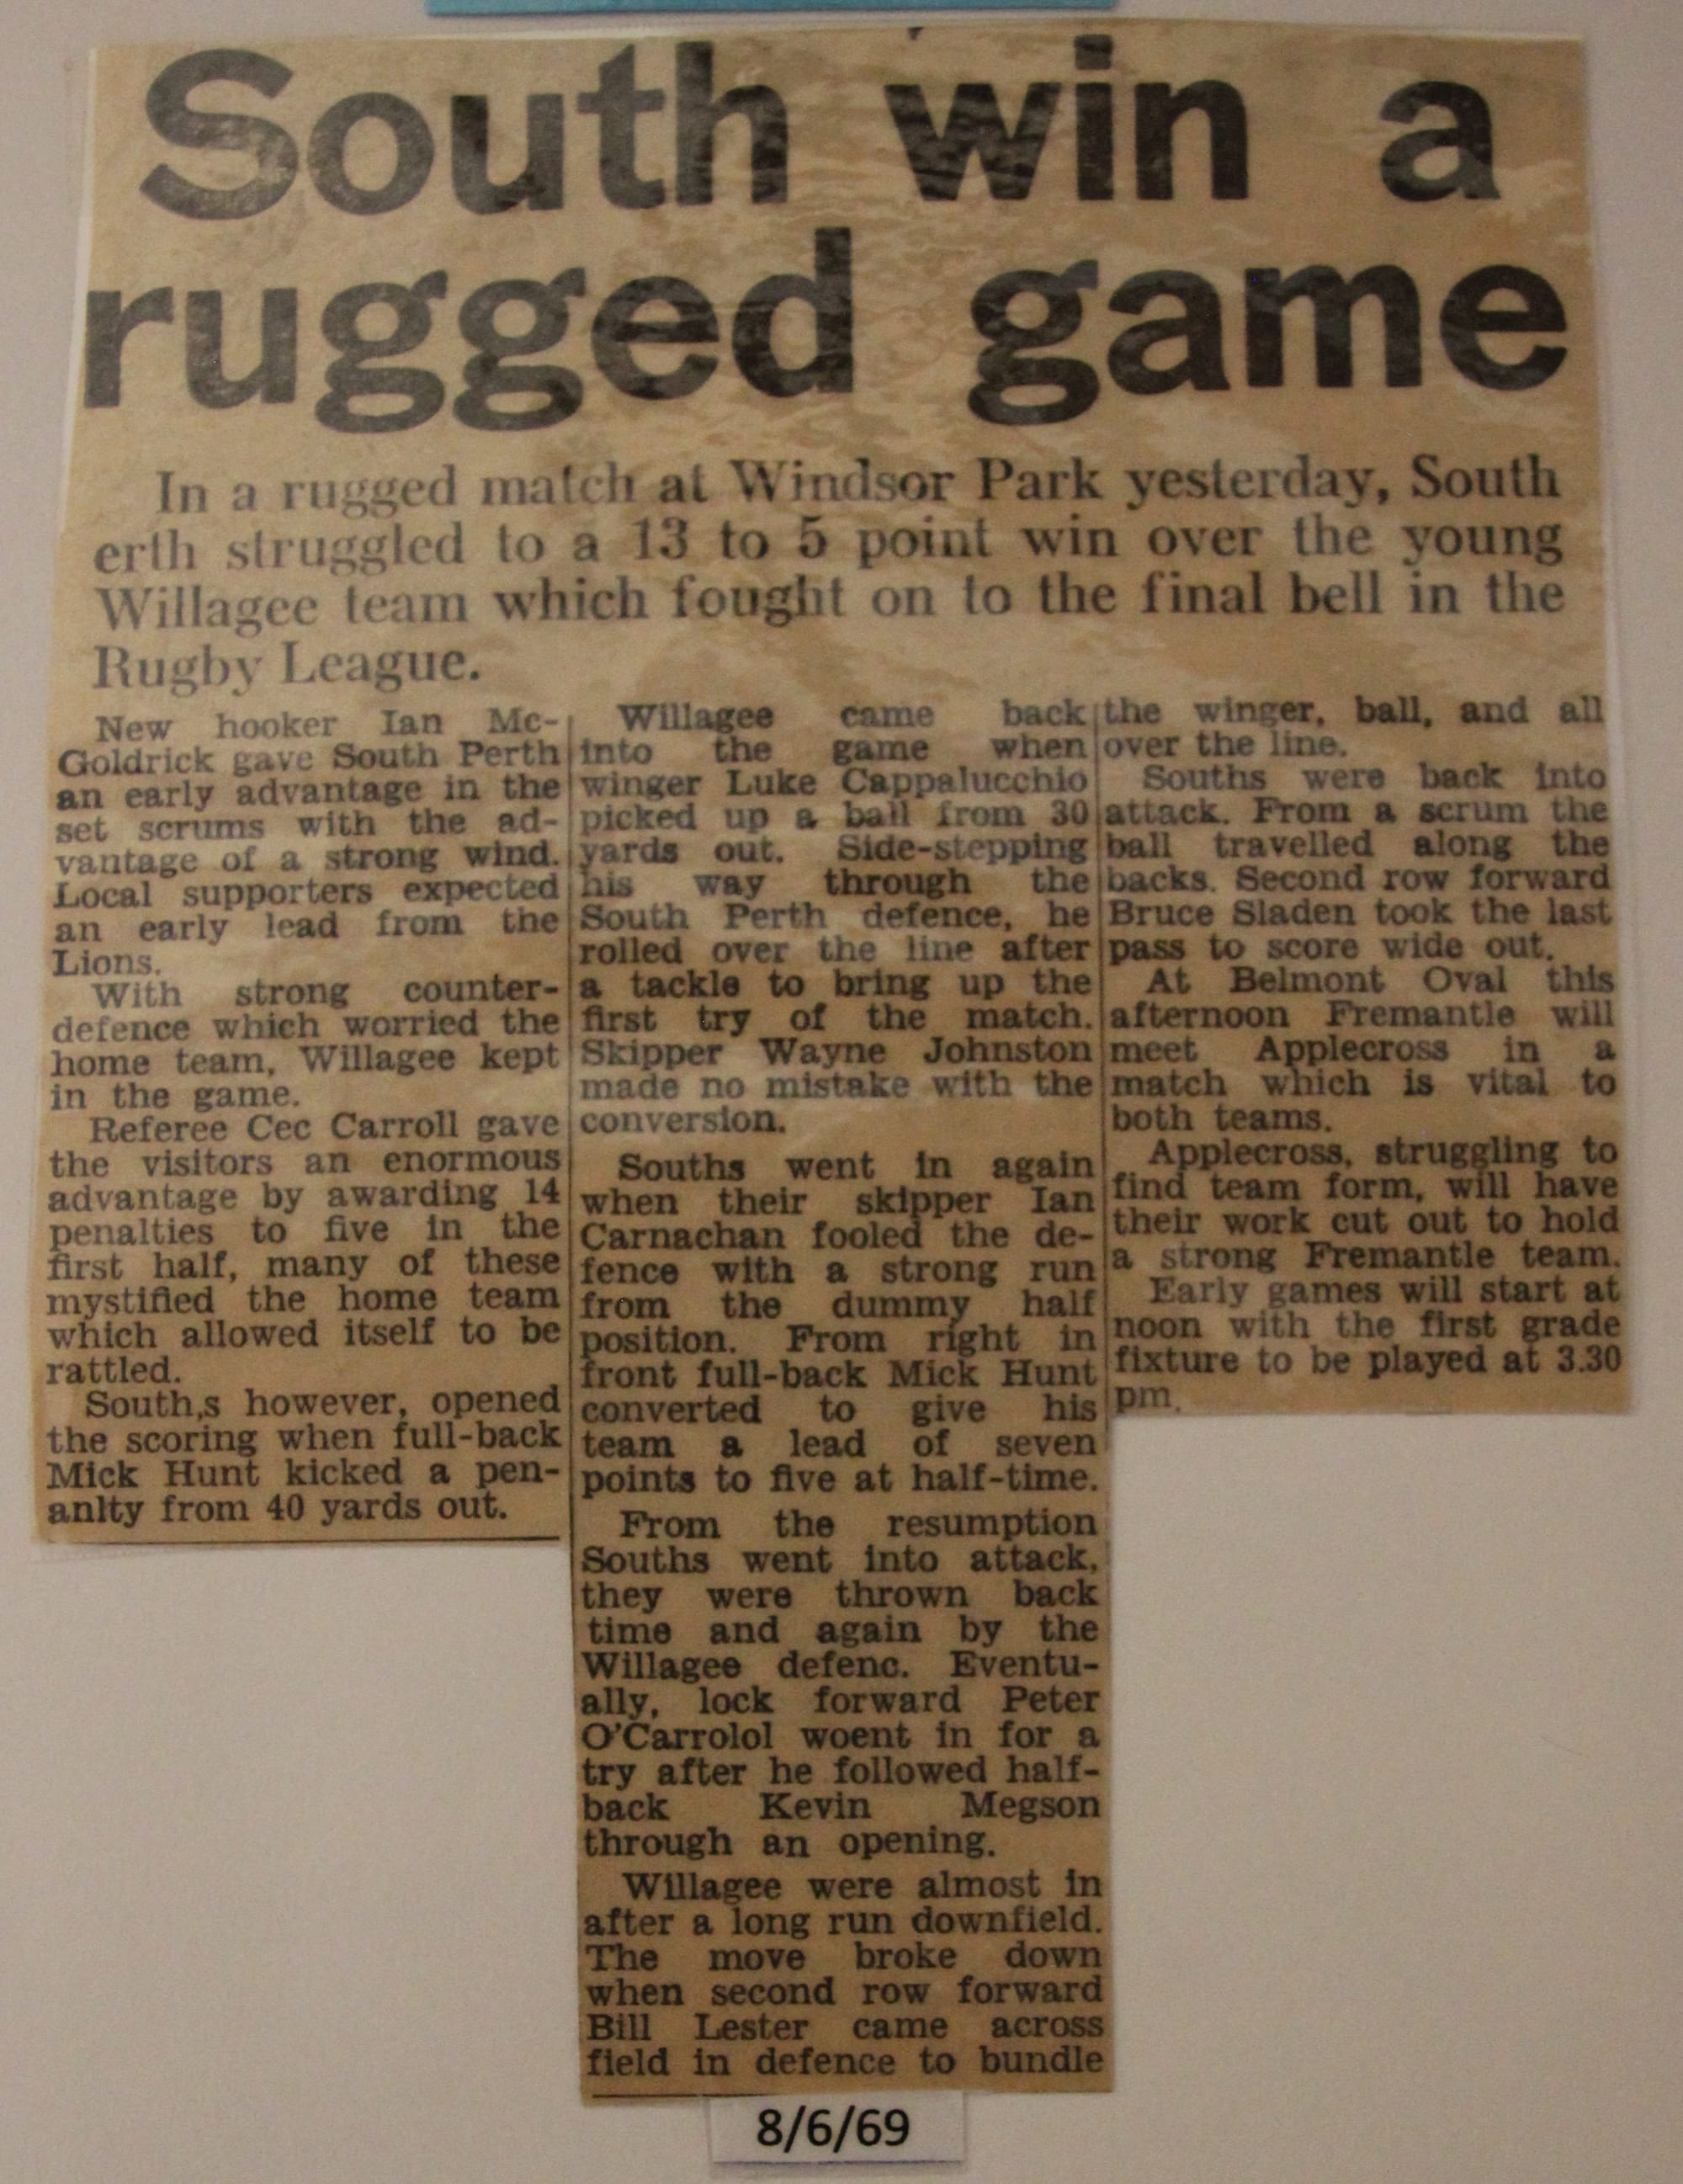 South win a
rugged game
In a rugged match at Windsor Park yesterday, South
erth struggled to a 13 to 5 point win over the young
Willagee team which fought on to the final bell in the
Rugby League.
New hooker Ian Mc-
Goldrick gave South Perth
an early advantage in the
set scrums with the ad-
vantage of a strong wind.
Local supporters expected
an early lead from the
Lions.
With strong counter-
defence which worried the
home team, Willagee kept
in the game.
Referee Cec Carroll gave
the visitors an enormous
advantage by awarding 14
penalties to five in the
first half, many of these
mystified the home team
which allowed itself to be
rattled.
South,s however, opened
the scoring when full-back
Mick Hunt kicked a pen-
anlty from 40 yards out.
Willagee came back
into the game when
winger Luke Cappalucchio
picked up a ball from 30
yards out. Side-stepping
his way through the
South Perth defence, he
rolled over the line after
a tackle to bring up the
first try of the match.
Skipper Wayne Johnston
made no mistake with the
conversion.
Souths went in again
when their skipper Ian
Carnachan fooled the de-
fence with a strong run
from the dummy half
position. From right in
front full-back Mick Hunt
converted to give his
team a lead of seven
points to five at half-time.
From the resumption
Souths went into attack,
they were thrown back
time and again by the
Willagee defenc. Eventu-
ally, lock forward Peter
O'Carrolol woent in for a
try after he followed half-
back Kevin Megson
through an opening.
Willagee were almost in
after a long run downfield.
The move broke down
when second row forward
Bill Lester came across
field in defence to bundle
the winger, ball, and all
over the line.
Souths were back into
attack. From a scrum the
ball travelled along the
backs. Second row forward
Bruce Sladen took the last
pass to score wide out.
At Belmont Oval this
afternoon Fremantle will
meet Applecross in a
match which is vital to
both teams.
Applecross, struggling to
find team form, will have
their work cut out to hold
a strong Fremantle team.
Early games will start at
noon with the first grade
fixture to be played at 3.30
pm.
8/6/69